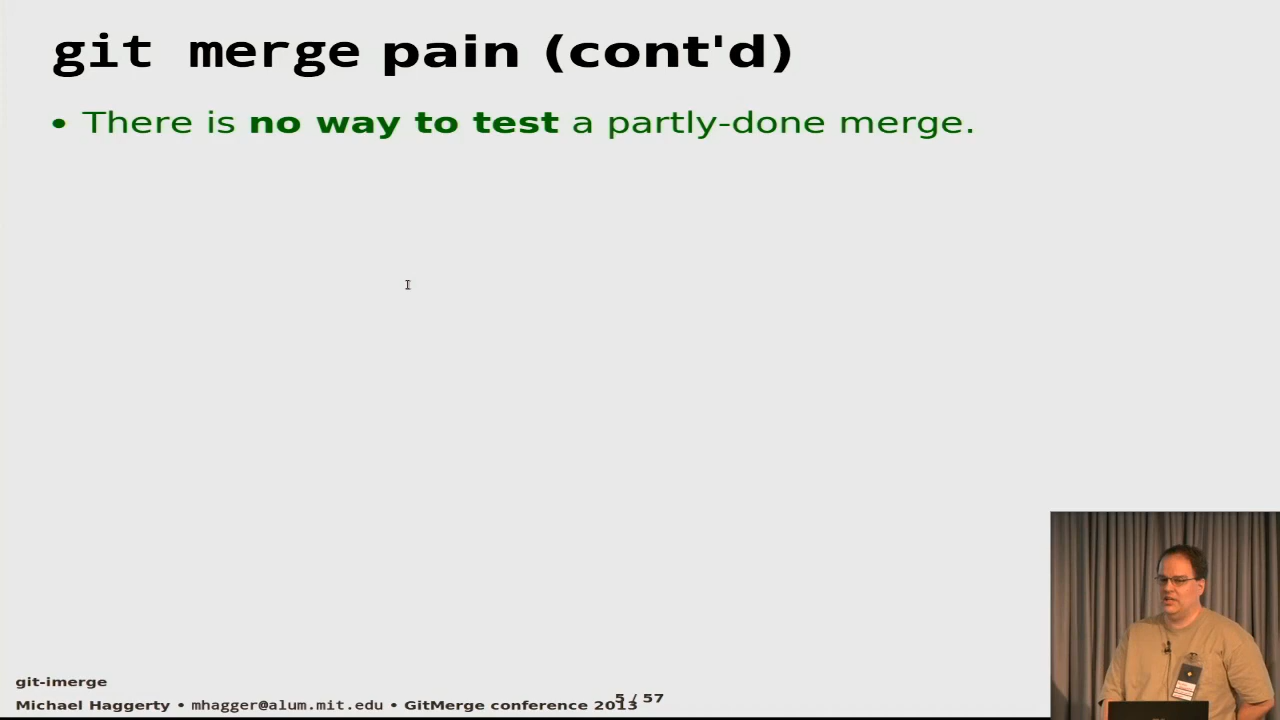 git merge pain (cont'd)
• There is no way to test a partly-done merge.
git-imerge
Michael Haggerty • mhagger@alum.mit.edu • GitMerge conference 2013
5 / 57